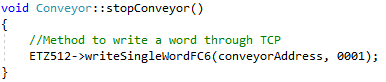 void Conveyor::stopConveyor()
{
    //Method to write a word through TCP
    ETZ512->writeSingleWordFC6(conveyorAddress, 0001);
}